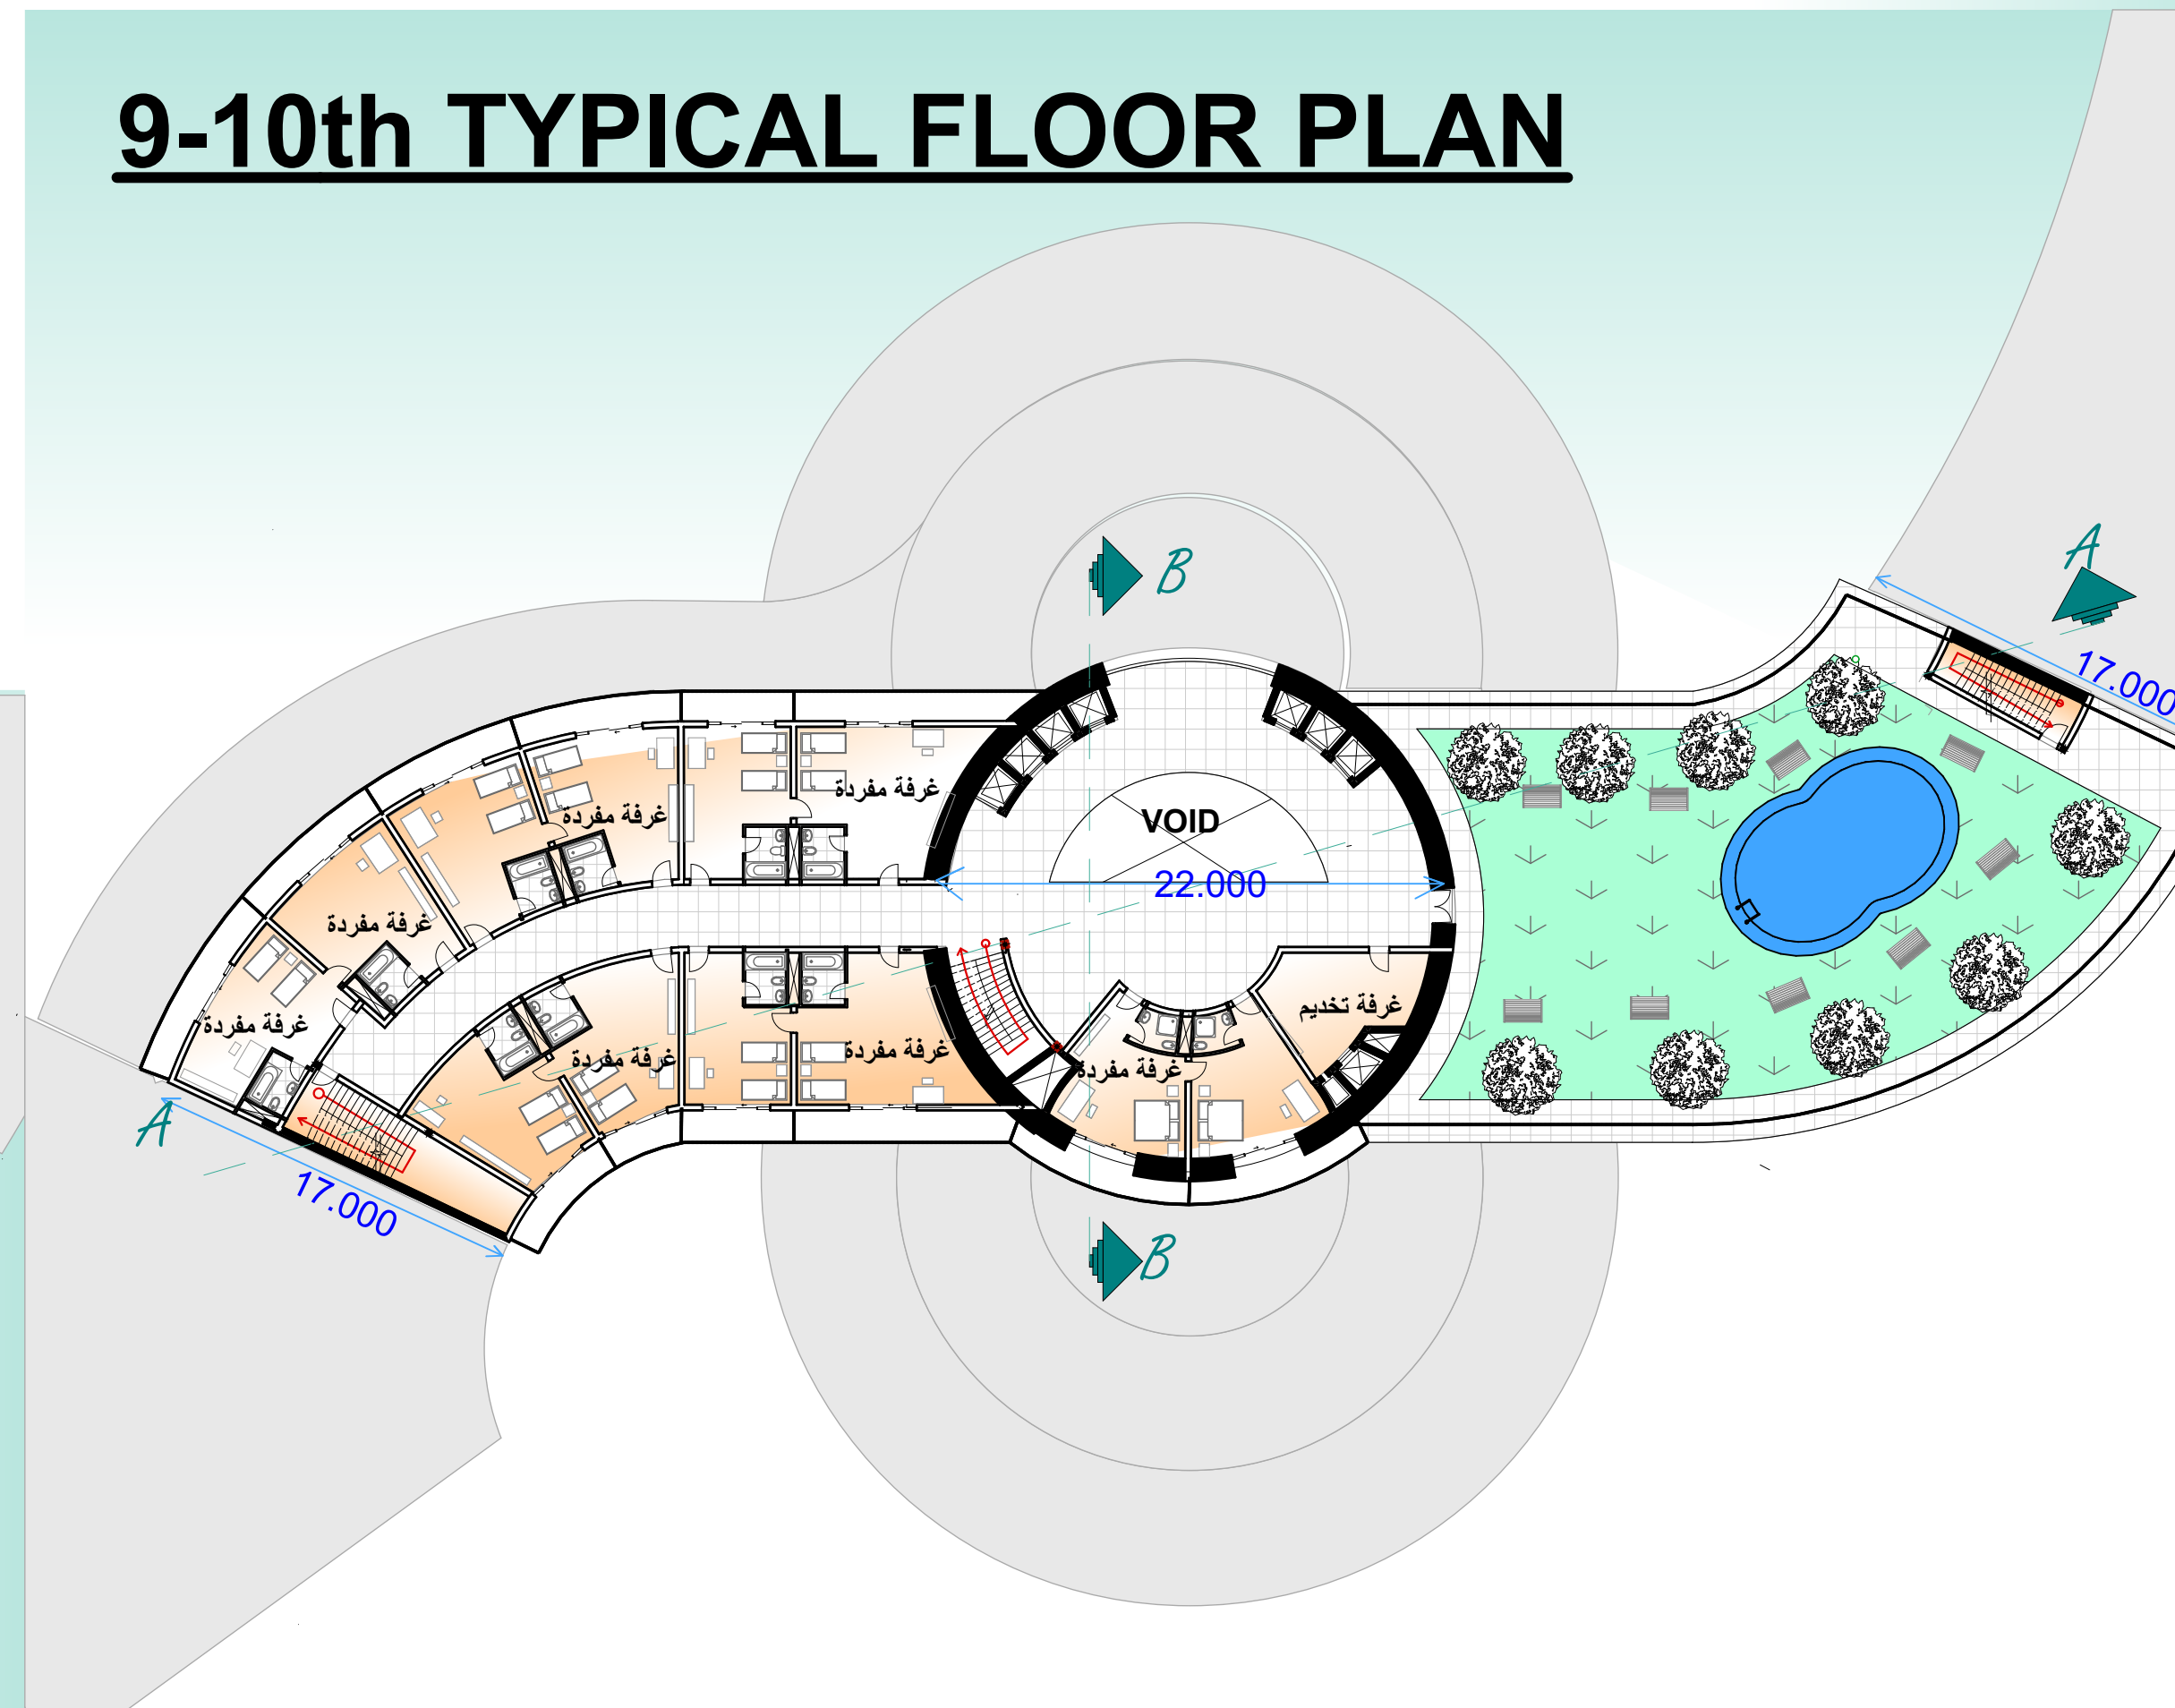 9-10th TYPICAL FLOOR PLAN
B
A
17.000
غرفة مفردة
غرفة مفردة
VOID
22.000
غرفة مفردة
غرفة مفردة
غرفة تخديم
غرفة مفردة
غرفة مفردة
غرفة مفردة
A
17.000
B